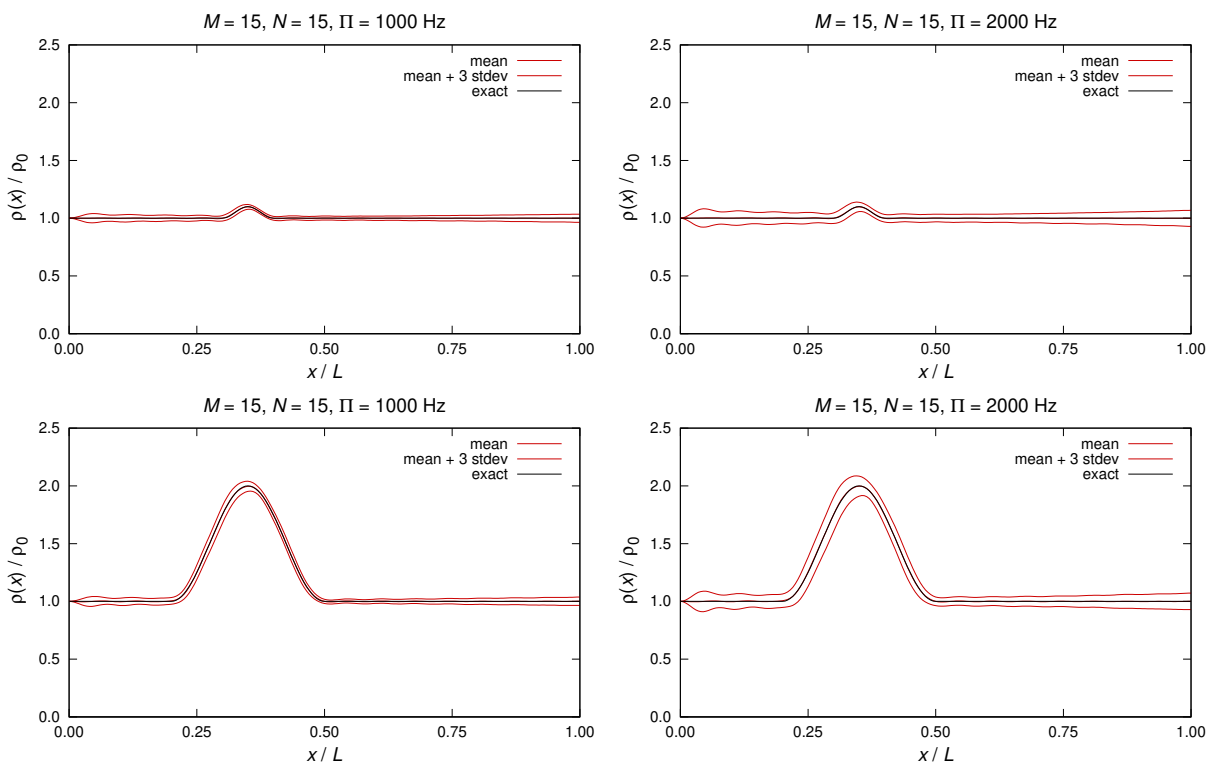 M = 15, N = 15, Π = 1000 Hz
2.5
2.0
1.5
1.0
0.5
0.0
ρ(x) / ρ0
mean
mean + 3 stdev
exact
0.00 0.25 0.50 0.75 1.00
x / L
M = 15, N = 15, Π = 2000 Hz
2.5
2.0
1.5
1.0
0.5
0.0
ρ(x) / ρ0
mean
mean + 3 stdev
exact
0.00 0.25 0.50 0.75 1.00
x / L
M = 15, N = 15, Π = 1000 Hz
2.5
2.0
1.5
1.0
0.5
0.0
ρ(x) / ρ0
mean
mean + 3 stdev
exact
0.00 0.25 0.50 0.75 1.00
x / L
M = 15, N = 15, Π = 2000 Hz
2.5
2.0
1.5
1.0
0.5
0.0
ρ(x) / ρ0
mean
mean + 3 stdev
exact
0.00 0.25 0.50 0.75 1.00
x / L